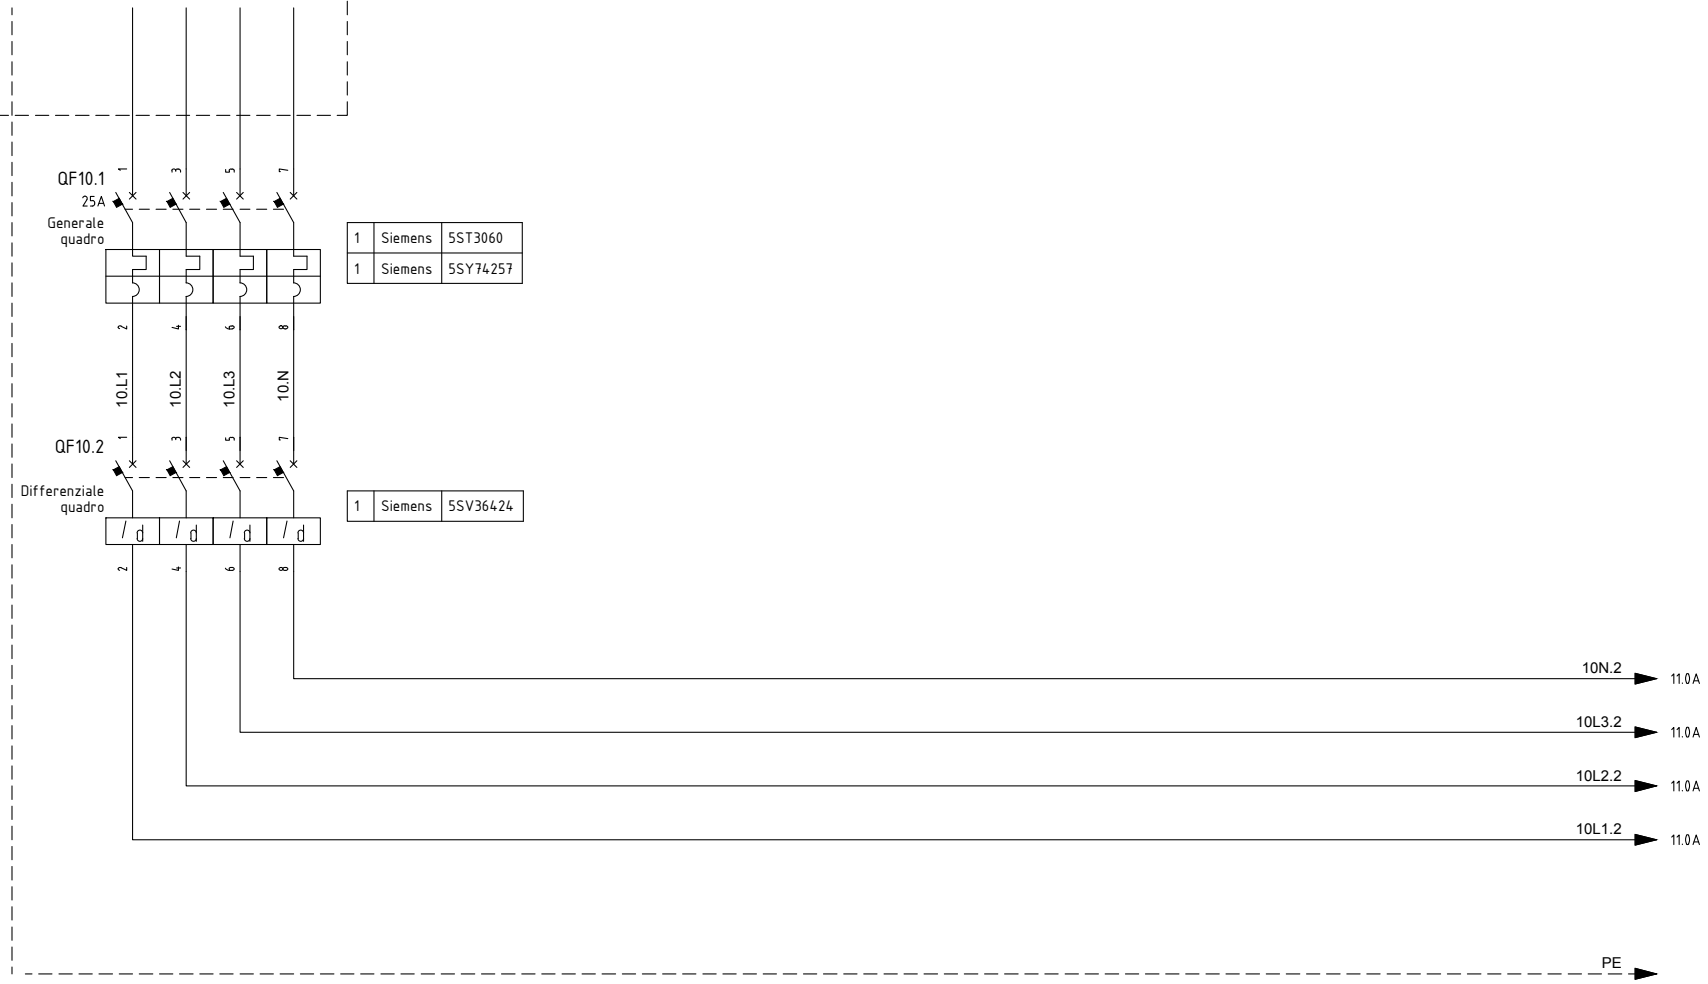 1 3 5 7
QF10.1
25A
Generale
quadro
1 Siemens 5ST3060
1 Siemens 5SY74257
2 4 6 8
10.L1 10.L2 10.L3 10.N
1 3 5 7
QF10.2
Differenziale
quadro
1 Siemens 5SV36424
/d /d /d /d
2 4 6 8
10N.2 11.0A
10L3.2 11.0A
10L2.2 11.0A
10L1.2 11.0A
PE